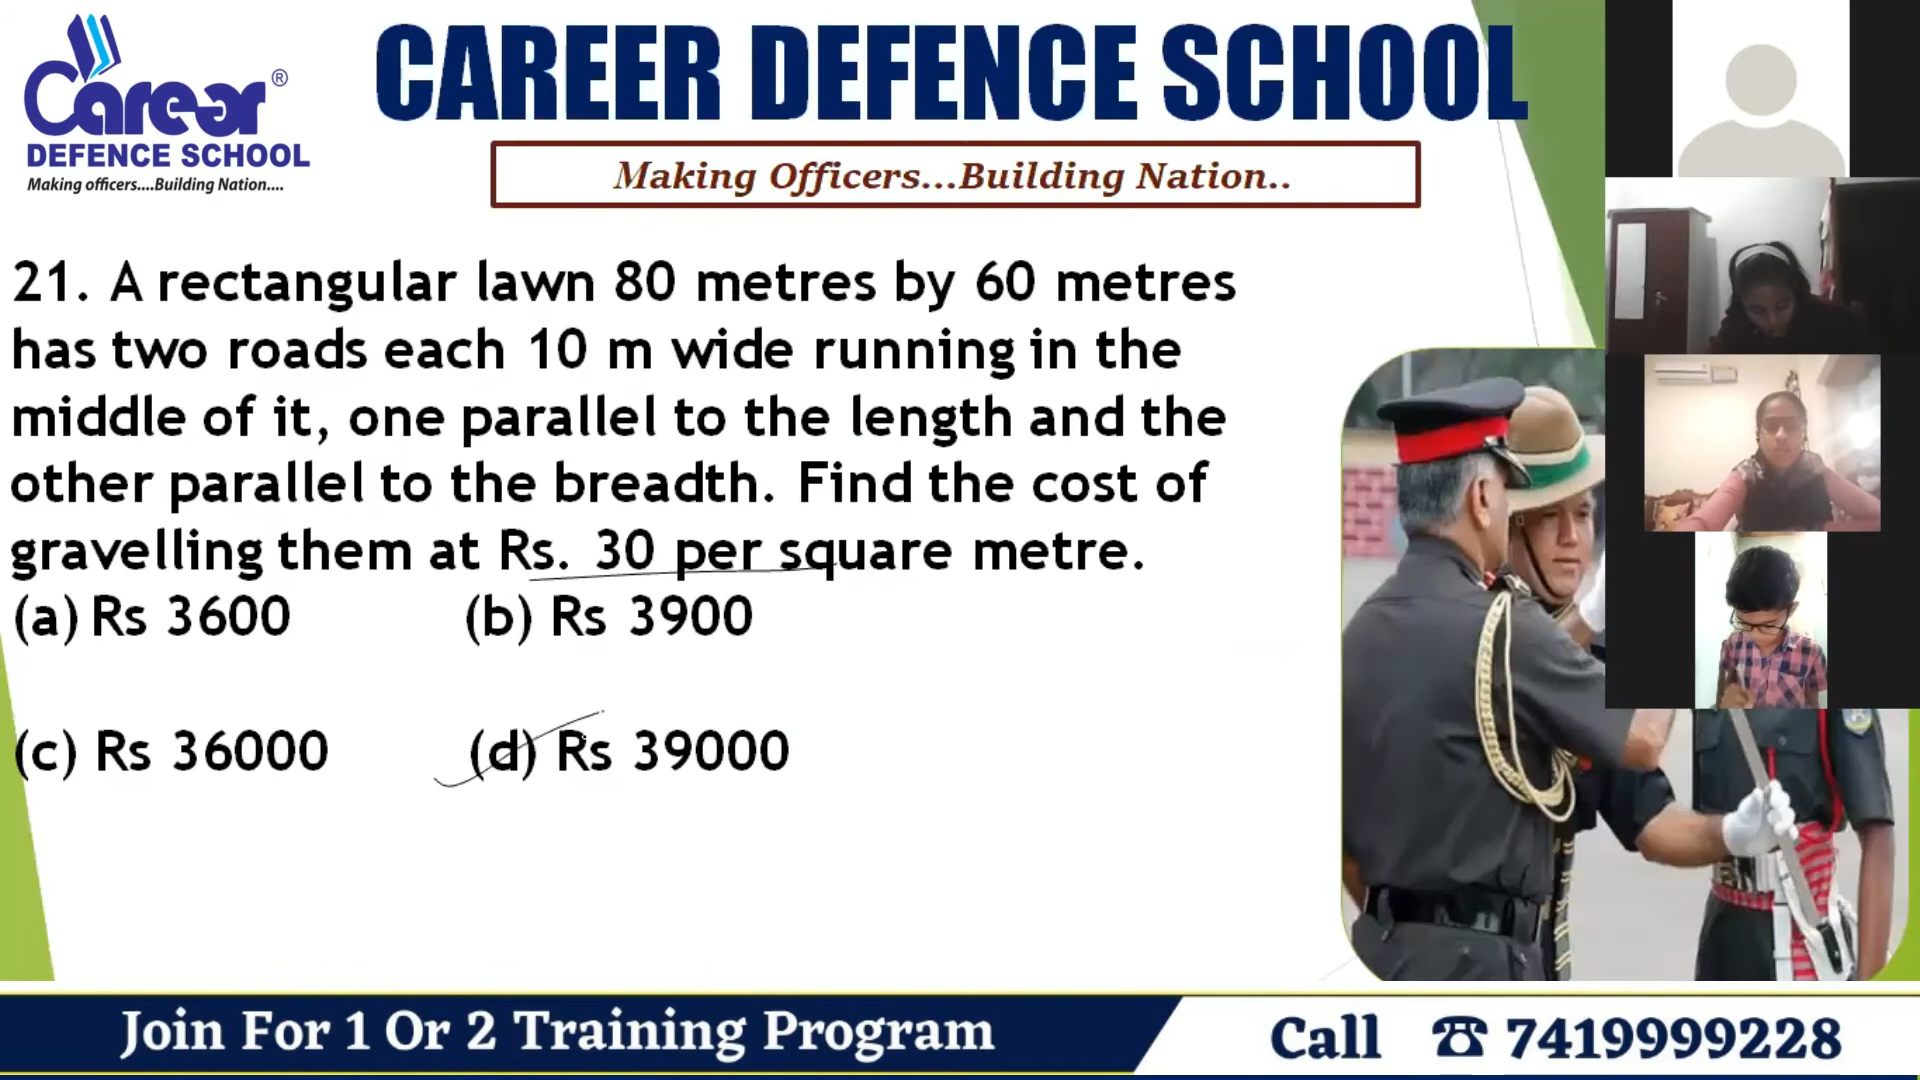 Career®
DEFENCE SCHOOL
Making officers....Building Nation....
CAREER DEFENCE SCHOOL
Making Officers...Building Nation..
21. A rectangular lawn 80 metres by 60 metres
has two roads each 10 m wide running in the
middle of it, one parallel to the length and the
other parallel to the breadth. Find the cost of
gravelling them at Rs. 30 per square metre.
(a) Rs 3600 (b) Rs 3900
(c) Rs 36000 (d) Rs 39000
Join For 1 Or 2 Training Program
Call ☎ 7419999228